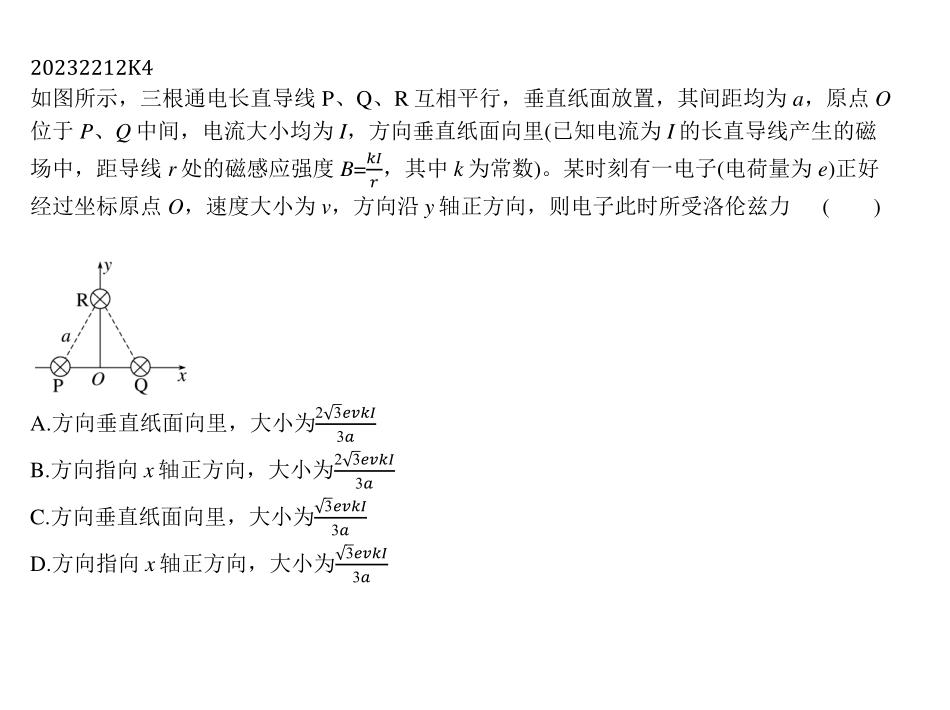 20232212K4
如图所示，三根通电长直导线 P、Q、R 互相平行，垂直纸面放置，其间距均为 a，原点 O
位于 P、Q 中间，电流大小均为 I，方向垂直纸面向里(已知电流为 I 的长直导线产生的磁
场中，距导线 r 处的磁感应强度 B=\frac{kI}{r}，其中 k 为常数)。某时刻有一电子(电荷量为 e)正好
经过坐标原点 O，速度大小为 v，方向沿 y 轴正方向，则电子此时所受洛伦兹力 ( )
y
R
a
P O Q x
A.方向垂直纸面向里，大小为\frac{2\sqrt{3}evkI}{3a}
B.方向指向 x 轴正方向，大小为\frac{2\sqrt{3}evkI}{3a}
C.方向垂直纸面向里，大小为\frac{\sqrt{3}evkI}{3a}
D.方向指向 x 轴正方向，大小为\frac{\sqrt{3}evkI}{3a}